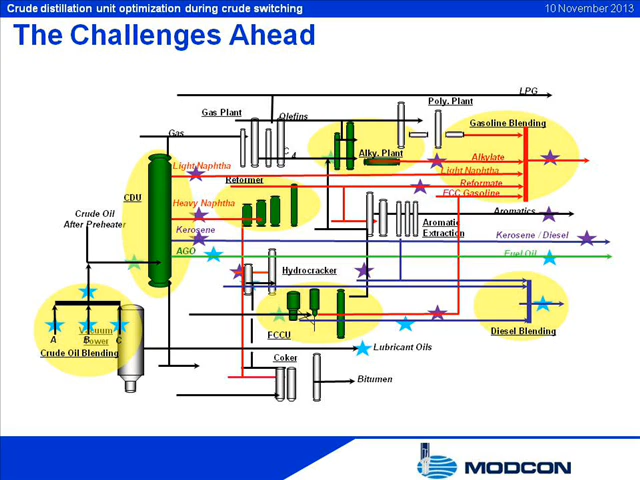 Crude distillation unit optimization during crude switching
10 November 2013
The Challenges Ahead
LPG
Gas Plant
Olefins
Poly. Plant
Gasoline Blending
Gas
C4
Alky. Plant
Alkylate
Light Naphtha
Light Naphtha
Reformer
Reformate
FCC Gasoline
CDU
Heavy Naphtha
Aromatics
Crude Oil
After Preheater
Aromatic
Extraction
Kerosene
Kerosene / Diesel
AGO
Fuel Oil
Hydrocracker
Vacuum
Tower
A
B
C
Crude Oil Blending
FCCU
Diesel Blending
Lubricant Oils
Coker
Bitumen
MODCON